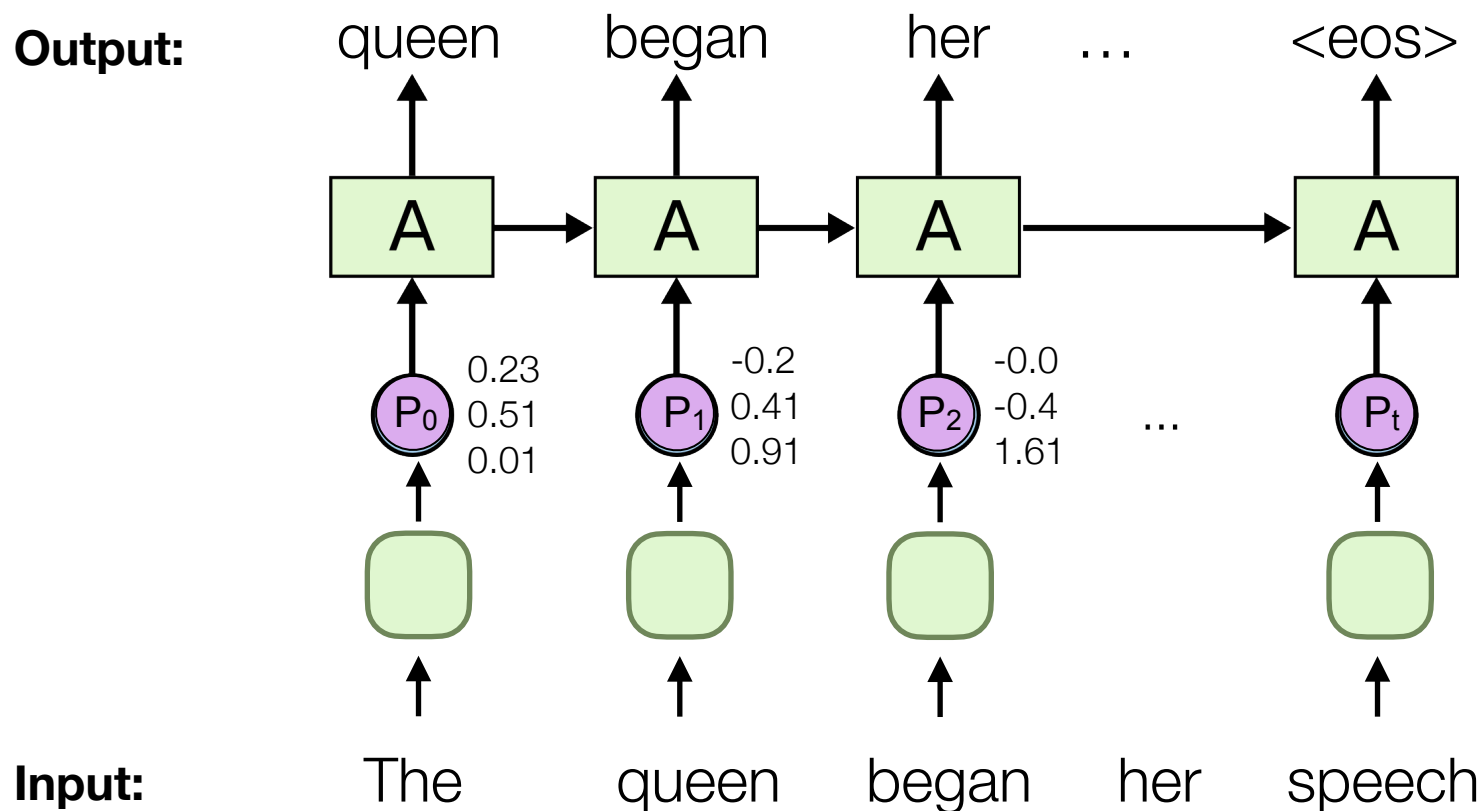 Output: queen began her ... <eos>
A A A A
0.23 -0.2 -0.0
P₀ 0.51 P₁ 0.41 P₂ -0.4 ... Pₜ
0.01 0.91 1.61
Input: The queen began her speech